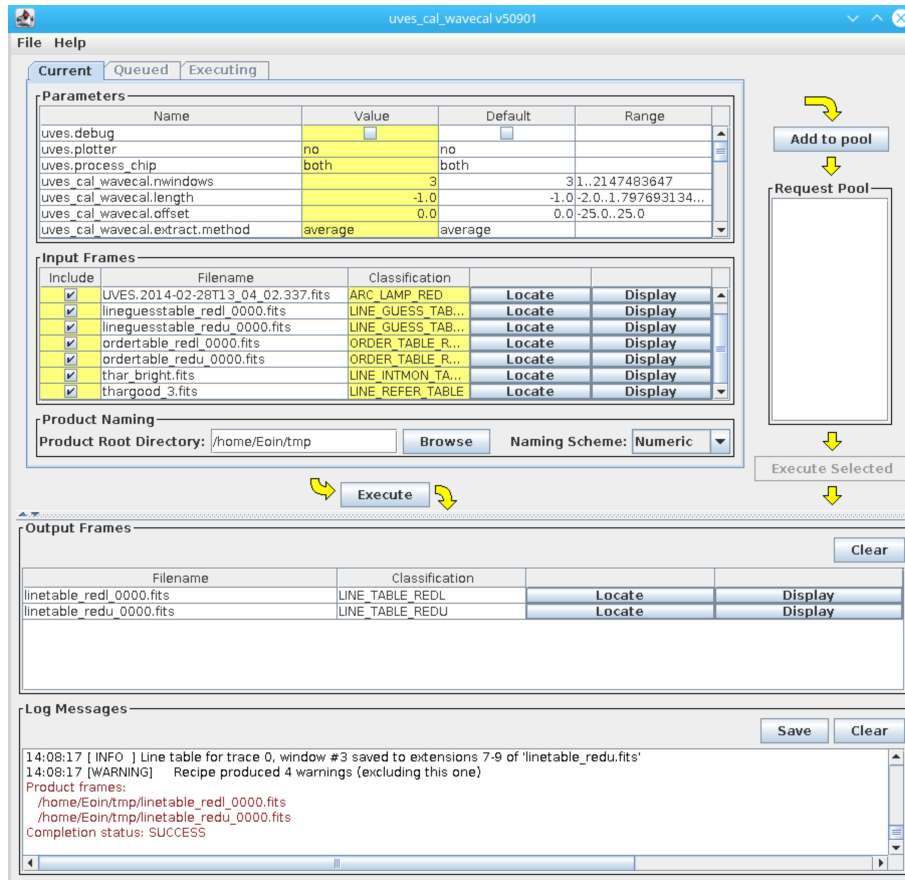 uves_cal_wavecal v50901
File Help
Current Queued Executing
Parameters
Name Value Default Range
uves.debug
uves.plotter no no
uves.process_chip both both
uves_cal_wavecal.nwindows 3 3 1..2147483647
uves_cal_wavecal.length -1.0 -1.0 -2.0..1.797693134...
uves_cal_wavecal.offset 0.0 0.0 -25.0..25.0
uves_cal_wavecal.extract.method average average
Add to pool
Request Pool
Input Frames
Include Filename Classification
UVES.2014-02-28T13_04_02.337.fits ARC_LAMP_RED Locate Display
lineguesstable_redl_0000.fits LINE_GUESS_TAB... Locate Display
lineguesstable_redu_0000.fits LINE_GUESS_TAB... Locate Display
ordertable_redl_0000.fits ORDER_TABLE_R... Locate Display
ordertable_redu_0000.fits ORDER_TABLE_R... Locate Display
thar_bright.fits LINE_INTMON_TA... Locate Display
thargood_3.fits LINE_REFER_TABLE Locate Display
Product Naming
Product Root Directory: /home/Eoin/tmp Browse Naming Scheme: Numeric
Execute Selected
Execute
Output Frames
Clear
Filename Classification
linetable_redl_0000.fits LINE_TABLE_REDL Locate Display
linetable_redu_0000.fits LINE_TABLE_REDU Locate Display
Log Messages
Save Clear
14:08:17 [ INFO ] Line table for trace 0, window #3 saved to extensions 7-9 of 'linetable_redu.fits'
14:08:17 [WARNING] Recipe produced 4 warnings (excluding this one)
Product frames:
/home/Eoin/tmp/linetable_redl_0000.fits
/home/Eoin/tmp/linetable_redu_0000.fits
Completion status: SUCCESS